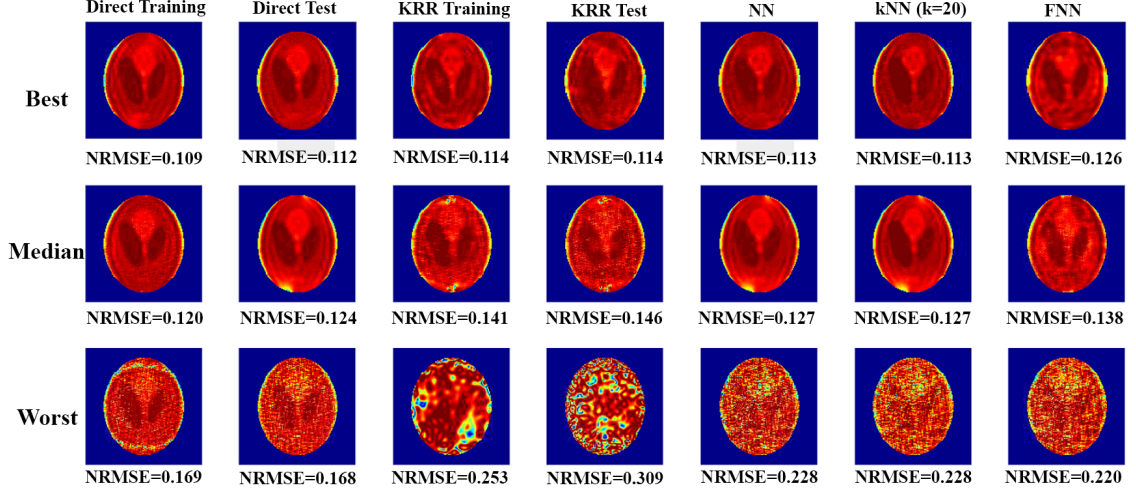 Direct Training Direct Test KRR Training KRR Test NN kNN (k=20) FNN
Best
NRMSE=0.109 NRMSE=0.112 NRMSE=0.114 NRMSE=0.114 NRMSE=0.113 NRMSE=0.113 NRMSE=0.126
Median
NRMSE=0.120 NRMSE=0.124 NRMSE=0.141 NRMSE=0.146 NRMSE=0.127 NRMSE=0.127 NRMSE=0.138
Worst
NRMSE=0.169 NRMSE=0.168 NRMSE=0.253 NRMSE=0.309 NRMSE=0.228 NRMSE=0.228 NRMSE=0.220